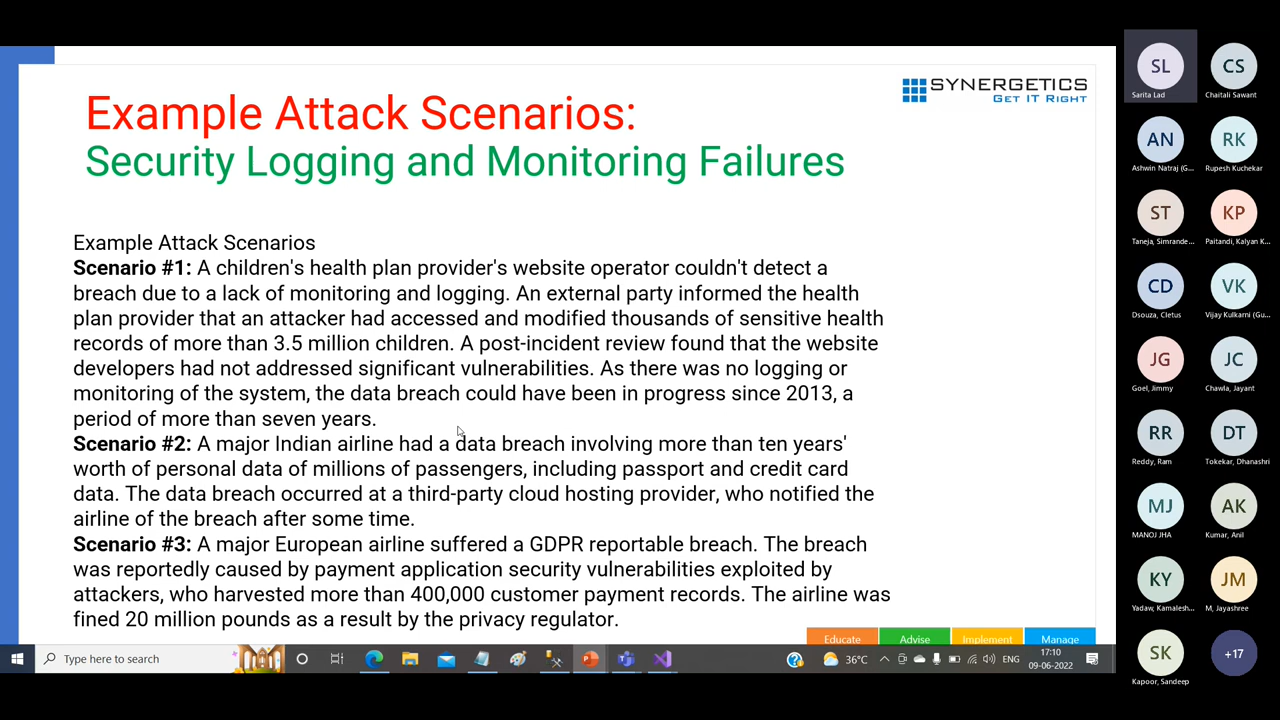 SYNERGETICS
GET IT RIGHT
Example Attack Scenarios:
Security Logging and Monitoring Failures
Example Attack Scenarios
Scenario #1: A children's health plan provider's website operator couldn't detect a
breach due to a lack of monitoring and logging. An external party informed the health
plan provider that an attacker had accessed and modified thousands of sensitive health
records of more than 3.5 million children. A post-incident review found that the website
developers had not addressed significant vulnerabilities. As there was no logging or
monitoring of the system, the data breach could have been in progress since 2013, a
period of more than seven years.
Scenario #2: A major Indian airline had a data breach involving more than ten years'
worth of personal data of millions of passengers, including passport and credit card
data. The data breach occurred at a third-party cloud hosting provider, who notified the
airline of the breach after some time.
Scenario #3: A major European airline suffered a GDPR reportable breach. The breach
was reportedly caused by payment application security vulnerabilities exploited by
attackers, who harvested more than 400,000 customer payment records. The airline was
fined 20 million pounds as a result by the privacy regulator.
Educate Advise Implement Manage
Type here to search
36°C
ENG
17:10
09-06-2022
SL CS
Sarita Lad Chaitali Sawant
AN RK
Ashwin Natraj (G... Rupesh Kuchekar
ST KP
Taneja, Simrande... Paitandi, Kalyan K...
CD VK
Dsouza, Cletus Vijay Kulkarni (Gu...
JG JC
Goel, Jimmy Chawla, Jayant
RR DT
Reddy, Ram Tokekar, Dhanashri
MJ AK
MANOJ JHA Kumar, Anil
KY JM
Yadaw, Kamalesh... M, Jayashree
SK +17
Kapoor, Sandeep